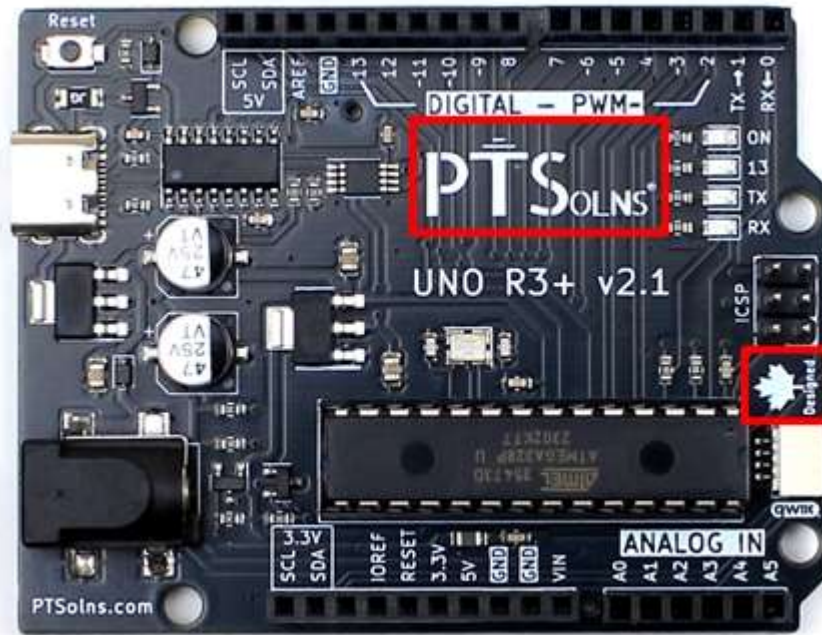 Reset
SCL
SDA
5V
AREF
GND
-13
12
-11
-10
-9
8
7
-6
-5
4
-3
2
TX→1
RX←0
DIGITAL — PWM-
ON
13
TX
RX
PTSOLNS®
UNO R3+ v2.1
ICSP
47
25V
VT
47
25V
VT
Designed
35473D
ATMEGA328P
U
Atmel
qwiic
3.3V
SCL
SDA
IOREF
RESET
3.3V
5V
GND
GND
VIN
ANALOG IN
A0
A1
A2
A3
A4
A5
PTSolns.com